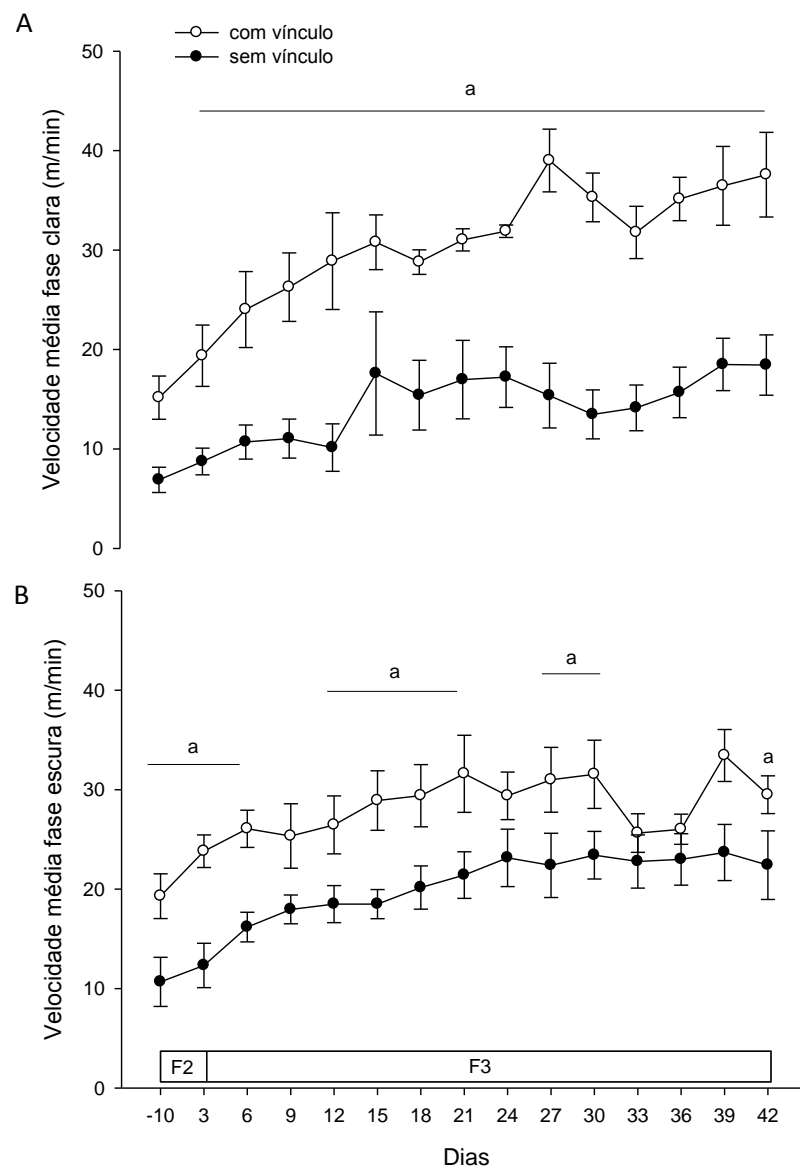 A
com vínculo
sem vínculo
Velocidade média fase clara (m/min)
50
40
30
20
10
0
a
B
Velocidade média fase escura (m/min)
50
40
30
20
10
0
a
a
a
a
F2 F3
-10 3 6 9 12 15 18 21 24 27 30 33 36 39 42
Dias